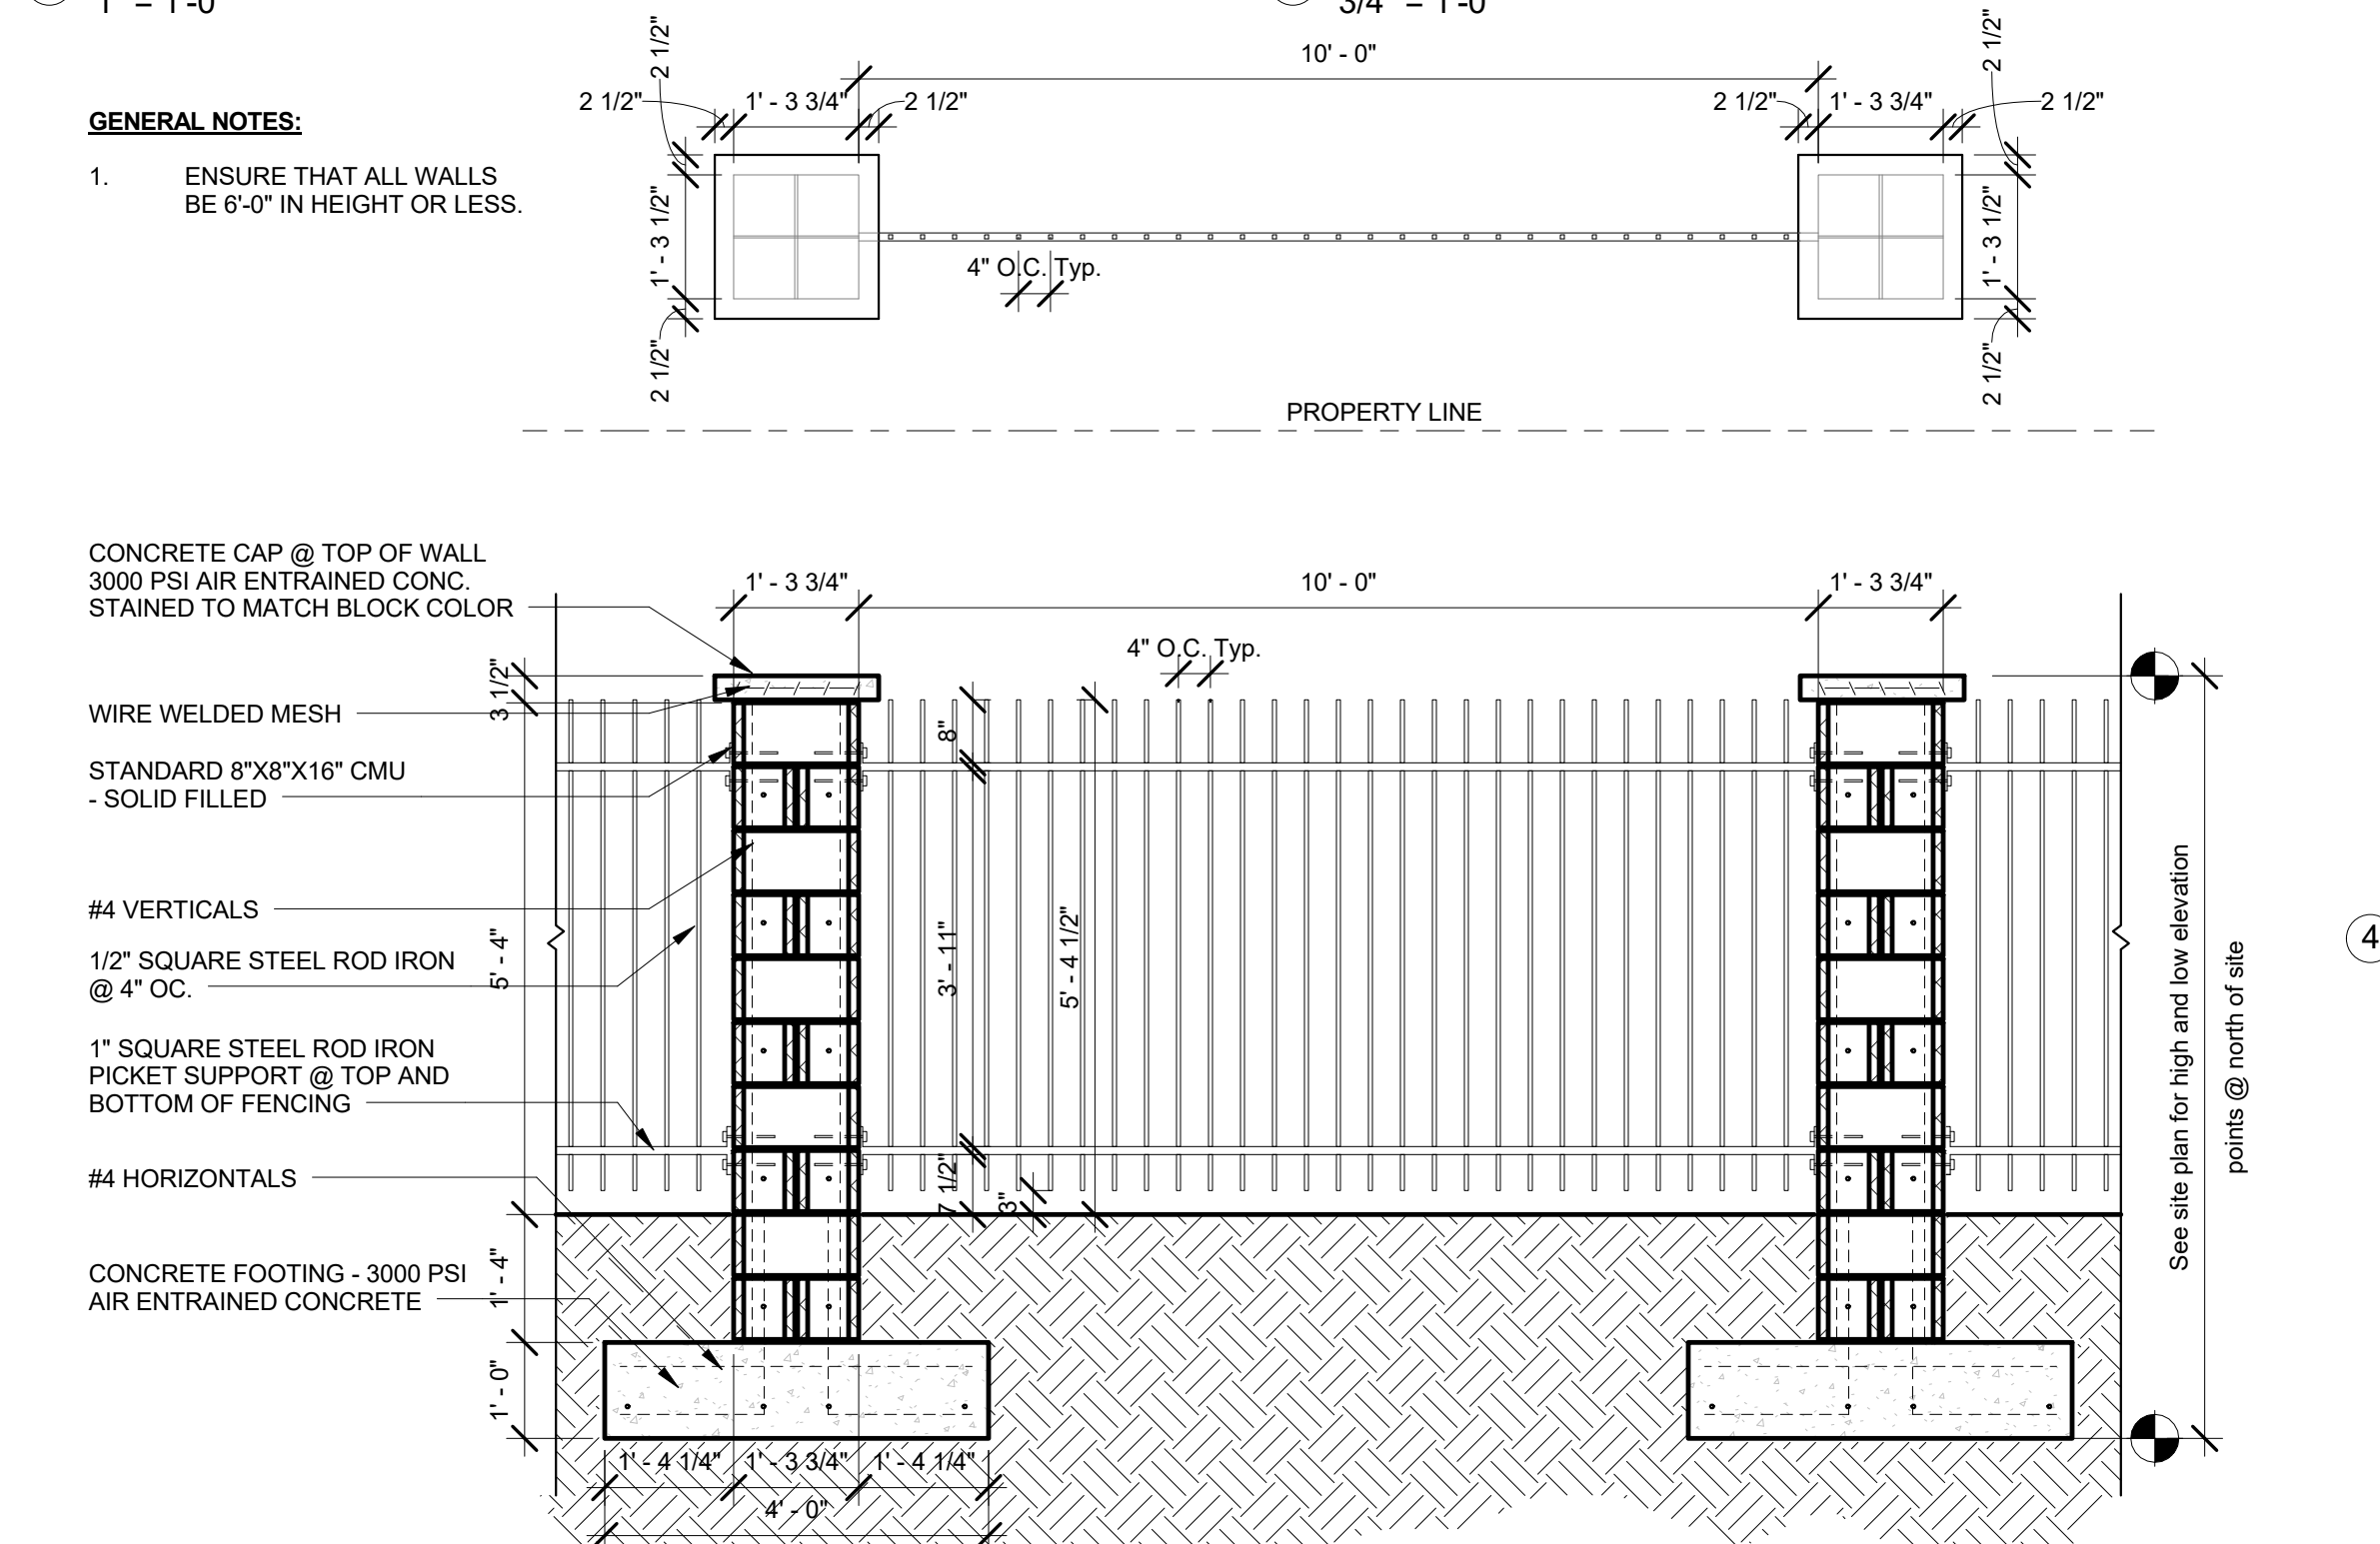 1" = 1'-0"
3/4" = 1'-0"
GENERAL NOTES:
1. ENSURE THAT ALL WALLS
BE 6'-0" IN HEIGHT OR LESS.
10' - 0"
2 1/2"
2 1/2"
1' - 3 3/4"
2 1/2"
1' - 3 1/2"
2 1/2"
4" O.C. Typ.
2 1/2"
1' - 3 3/4"
2 1/2"
2 1/2"
1' - 3 1/2"
2 1/2"
PROPERTY LINE
CONCRETE CAP @ TOP OF WALL
3000 PSI AIR ENTRAINED CONC.
STAINED TO MATCH BLOCK COLOR
WIRE WELDED MESH
STANDARD 8"X8"X16" CMU
- SOLID FILLED
#4 VERTICALS
1/2" SQUARE STEEL ROD IRON
@ 4" OC.
1" SQUARE STEEL ROD IRON
PICKET SUPPORT @ TOP AND
BOTTOM OF FENCING
#4 HORIZONTALS
CONCRETE FOOTING - 3000 PSI
AIR ENTRAINED CONCRETE
3 1/2"
5' - 4"
1' - 4"
1' - 0"
1' - 3 3/4"
10' - 0"
1' - 3 3/4"
4" O.C. Typ.
8"
3' - 11"
5' - 4 1/2"
7 1/2"
3"
1' - 4 1/4"
1' - 3 3/4"
1' - 4 1/4"
4' - 0"
See site plan for high and low elevation
points @ north of site
4